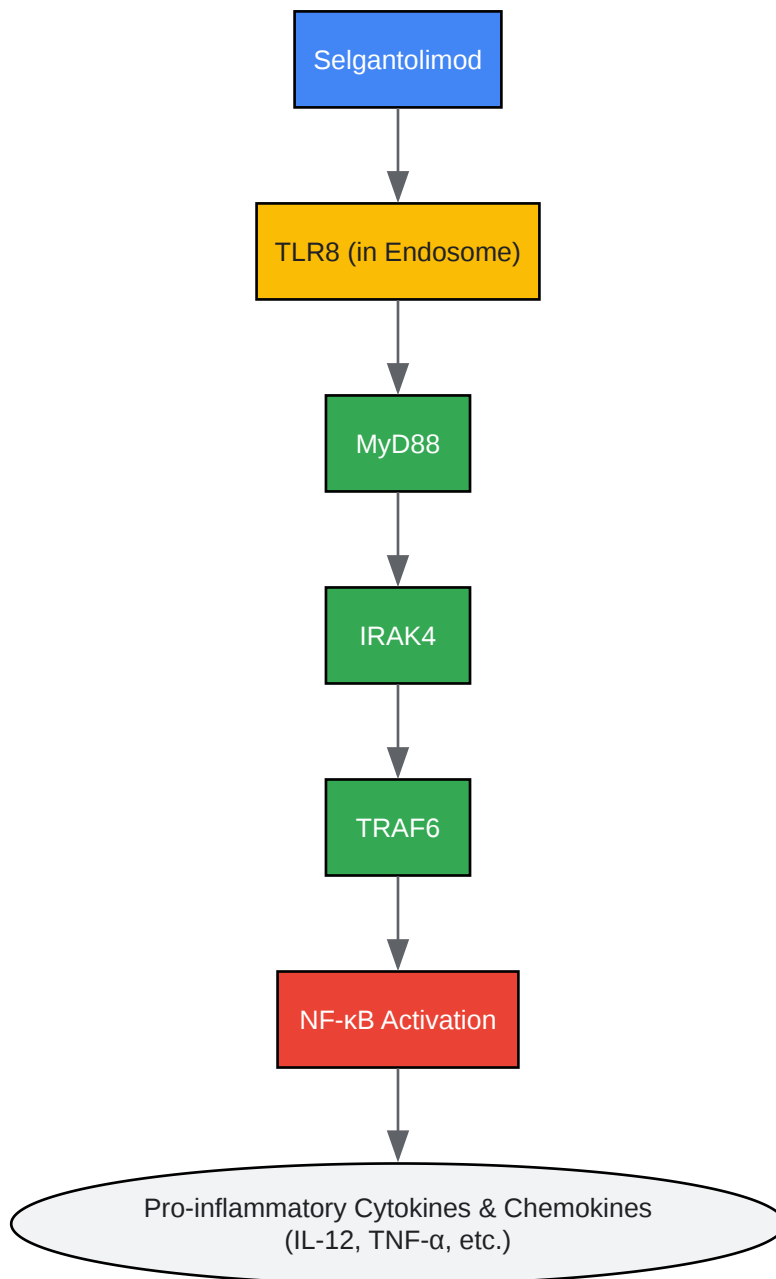 Selgantolimod
TLR8 (in Endosome)
MyD88
IRAK4
TRAF6
NF-κB Activation
Pro-inflammatory Cytokines & Chemokines
(IL-12, TNF-α, etc.)